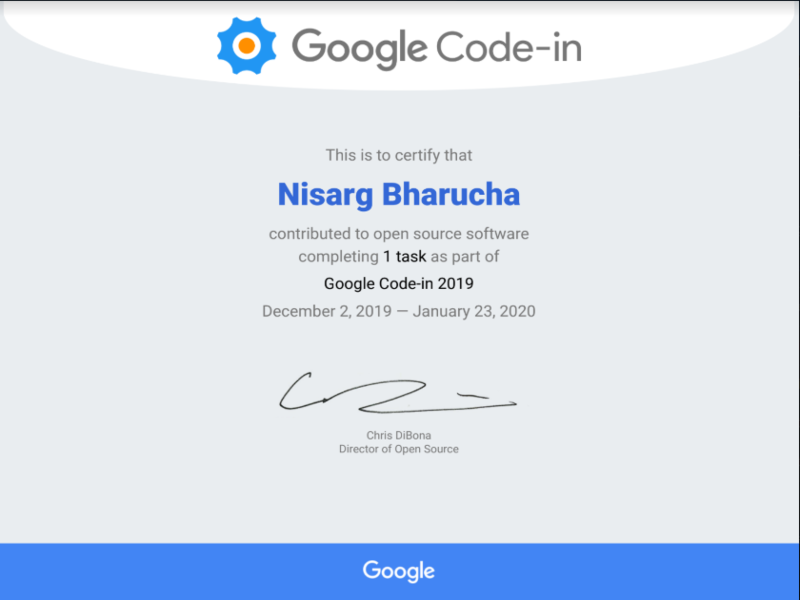 Google Code-in
This is to certify that
Nisarg Bharucha
contributed to open source software
completing 1 task as part of
Google Code-in 2019
December 2, 2019 — January 23, 2020
Chris DiBona
Director of Open Source
Google